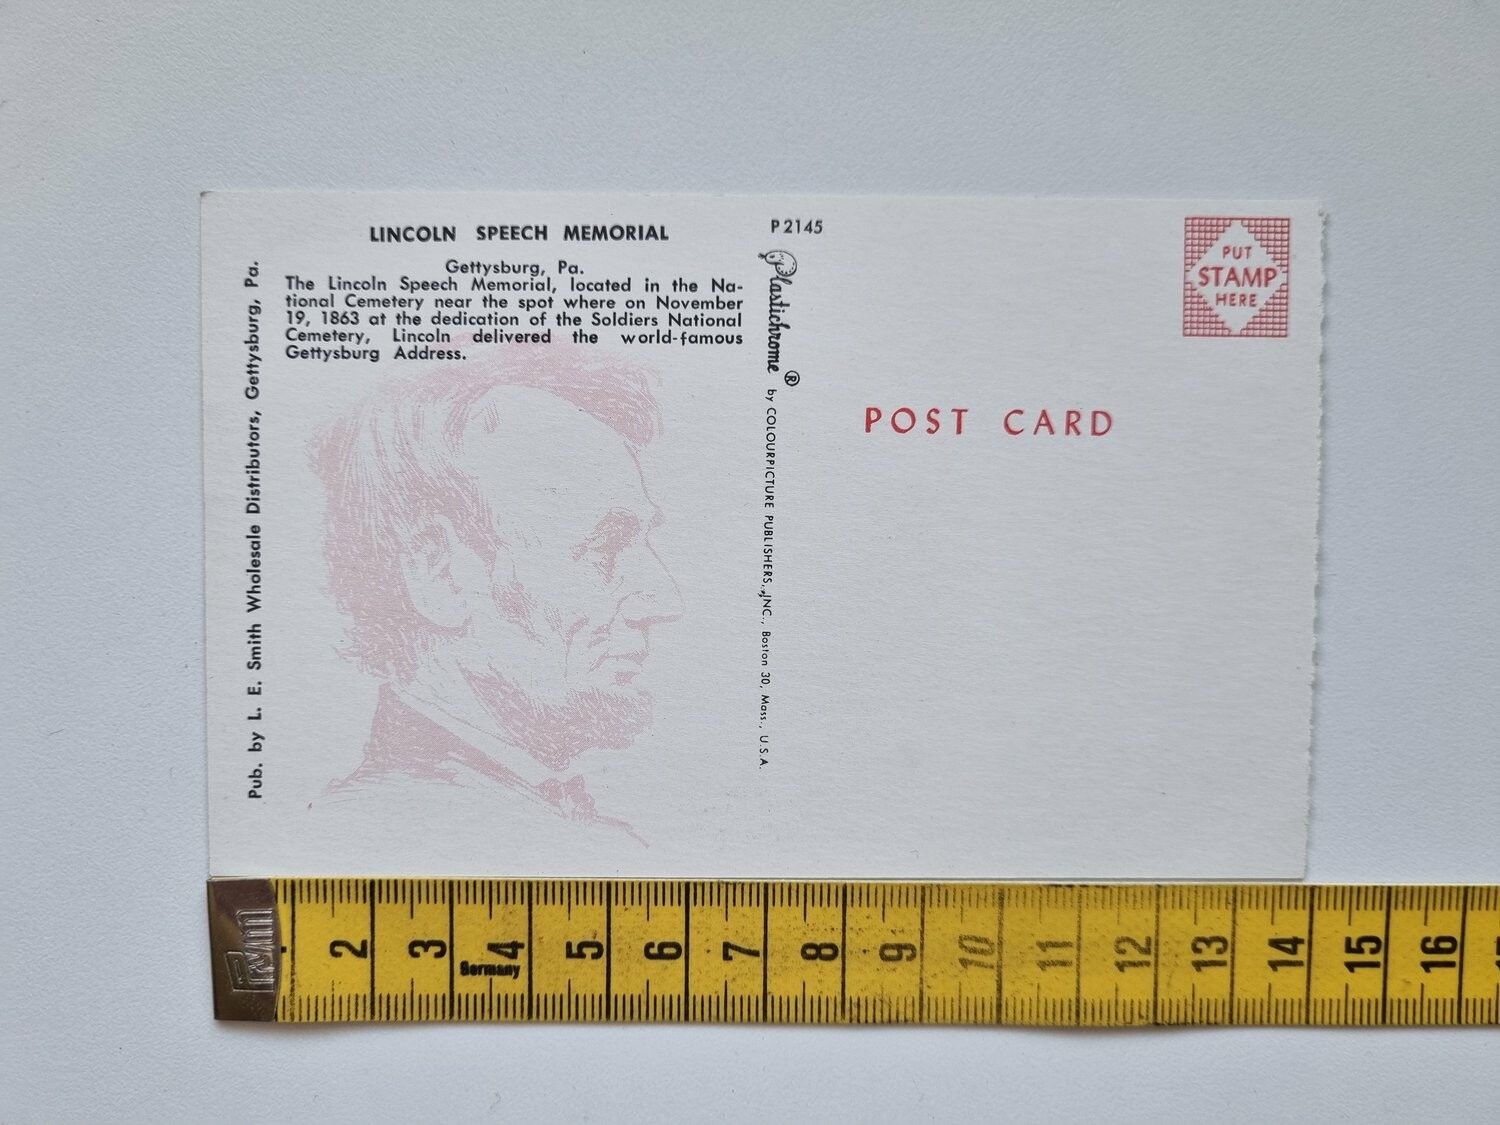 LINCOLN SPEECH MEMORIAL
Gettysburg, Pa.
The Lincoln Speech Memorial, located in the Na-
tional Cemetery near the spot where on November
19, 1863 at the dedication of the Soldiers National
Cemetery, Lincoln delivered the world-famous
Gettysburg Address.
Pub. by L. E. Smith Wholesale Distributors, Gettysburg, Pa.
P2145
Plastichrome ® by COLOURPICTURE PUBLISHERS, INC., Boston 30, Mass., U.S.A.
PUT
STAMP
HERE
POST CARD
2 3 4 5 6 7 8 9 10 11 12 13 14 15 16
Germany